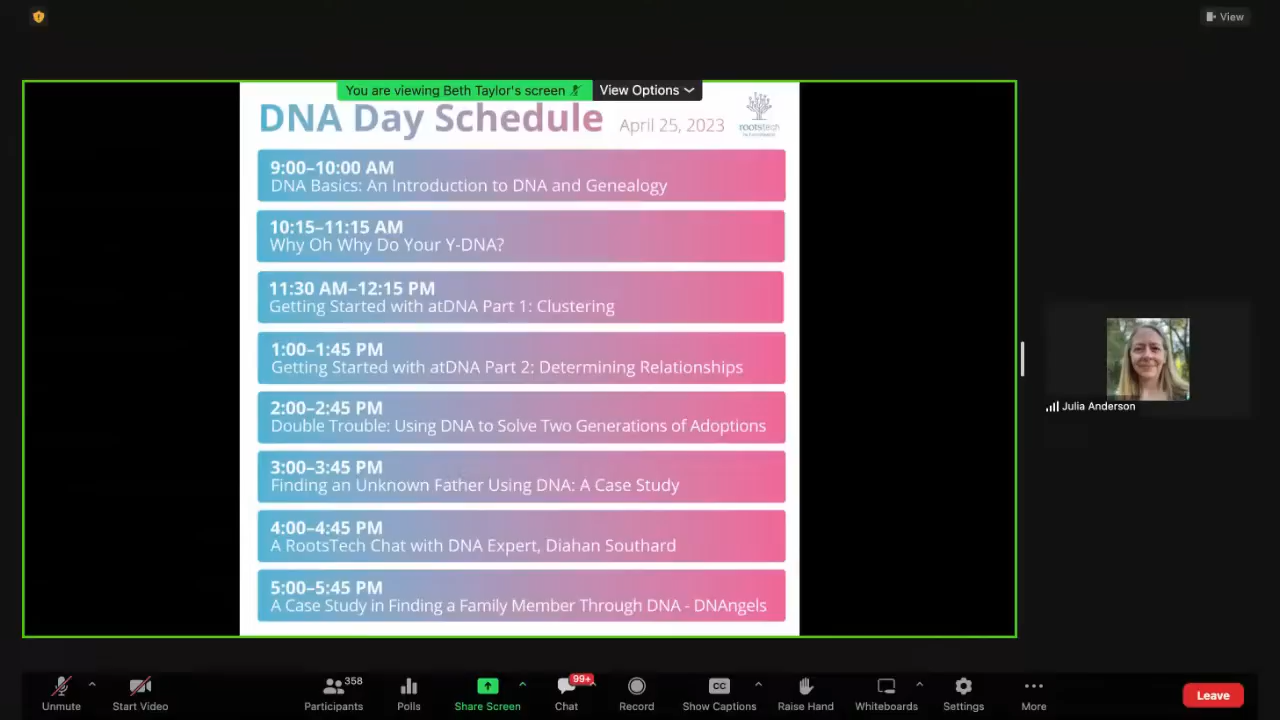 View
You are viewing Beth Taylor's screen View Options
DNA Day Schedule April 25, 2023
rootstech
9:00–10:00 AM
DNA Basics: An Introduction to DNA and Genealogy
10:15–11:15 AM
Why Oh Why Do Your Y-DNA?
11:30 AM–12:15 PM
Getting Started with atDNA Part 1: Clustering
1:00–1:45 PM
Getting Started with atDNA Part 2: Determining Relationships
2:00–2:45 PM
Double Trouble: Using DNA to Solve Two Generations of Adoptions
3:00–3:45 PM
Finding an Unknown Father Using DNA: A Case Study
4:00–4:45 PM
A RootsTech Chat with DNA Expert, Diahan Southard
5:00–5:45 PM
A Case Study in Finding a Family Member Through DNA - DNAngels
Julia Anderson
358
99+
CC
Unmute Start Video Participants Polls Share Screen Chat Record Show Captions Raise Hand Whiteboards Settings More Leave